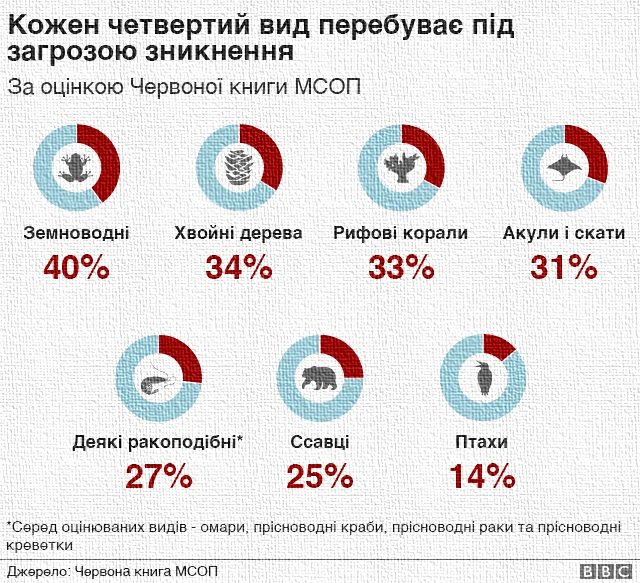 Кожен четвертий вид перебуває під
загрозою зникнення
За оцінкою Червоної книги МСОП
Земноводні
40%
Хвойні дерева
34%
Рифові корали
33%
Акули і скати
31%
Деякі ракоподібні*
27%
Ссавці
25%
Птахи
14%
*Серед оцінюваних видів - омари, прісноводні краби, прісноводні раки та прісноводні
креветки
Джерело: Червона книга МСОП
BBC